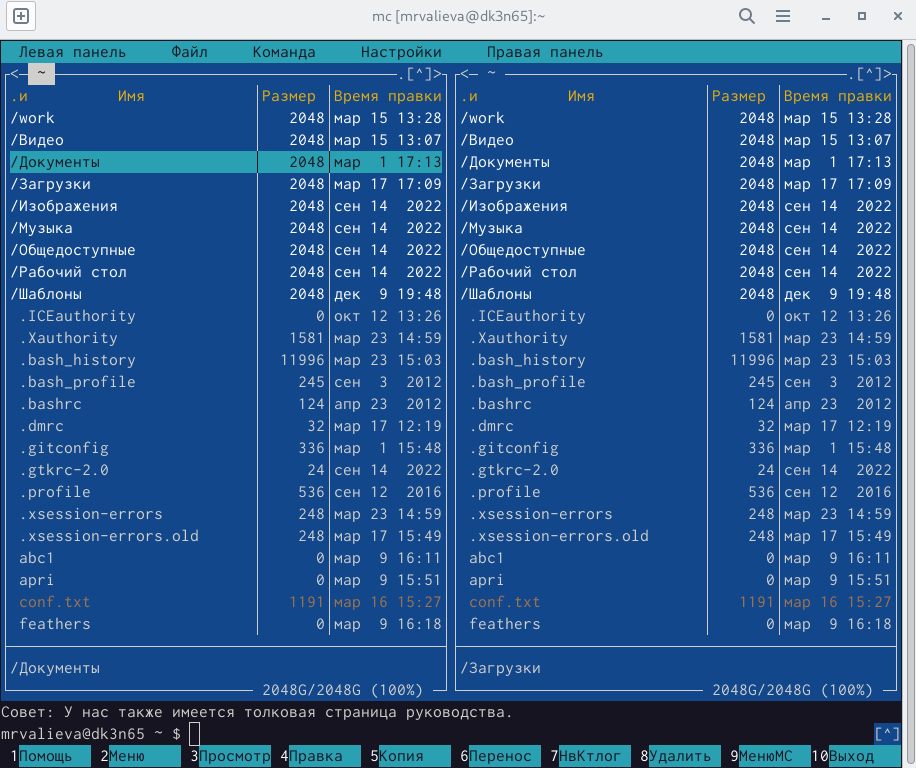 mc [mrvalieva@dk3n65]:~
Левая панель Файл Команда Настройки Правая панель
<— ~ .[^]> <— ~ .[^]>
.и Имя Размер Время правки .и Имя Размер Время правки
/work 2048 мар 15 13:28 /work 2048 мар 15 13:28
/Видео 2048 мар 15 13:07 /Видео 2048 мар 15 13:07
/Документы 2048 мар 1 17:13 /Документы 2048 мар 1 17:13
/Загрузки 2048 мар 17 17:09 /Загрузки 2048 мар 17 17:09
/Изображения 2048 сен 14 2022 /Изображения 2048 сен 14 2022
/Музыка 2048 сен 14 2022 /Музыка 2048 сен 14 2022
/Общедоступные 2048 сен 14 2022 /Общедоступные 2048 сен 14 2022
/Рабочий стол 2048 сен 14 2022 /Рабочий стол 2048 сен 14 2022
/Шаблоны 2048 дек 9 19:48 /Шаблоны 2048 дек 9 19:48
.ICEauthority 0 окт 12 13:26 .ICEauthority 0 окт 12 13:26
.Xauthority 1581 мар 23 14:59 .Xauthority 1581 мар 23 14:59
.bash_history 11996 мар 23 15:03 .bash_history 11996 мар 23 15:03
.bash_profile 245 сен 3 2012 .bash_profile 245 сен 3 2012
.bashrc 124 апр 23 2012 .bashrc 124 апр 23 2012
.dmrc 32 мар 17 12:19 .dmrc 32 мар 17 12:19
.gitconfig 336 мар 1 15:48 .gitconfig 336 мар 1 15:48
.gtkrc-2.0 24 сен 14 2022 .gtkrc-2.0 24 сен 14 2022
.profile 536 сен 12 2016 .profile 536 сен 12 2016
.xsession-errors 248 мар 23 14:59 .xsession-errors 248 мар 23 14:59
.xsession-errors.old 248 мар 17 15:49 .xsession-errors.old 248 мар 17 15:49
abc1 0 мар 9 16:11 abc1 0 мар 9 16:11
apri 0 мар 9 15:51 apri 0 мар 9 15:51
conf.txt 1191 мар 16 15:27 conf.txt 1191 мар 16 15:27
feathers 0 мар 9 16:18 feathers 0 мар 9 16:18
/Документы /Загрузки
2048G/2048G (100%) 2048G/2048G (100%)
Совет: У нас также имеется толковая страница руководства.
mrvalieva@dk3n65 ~ $ [^]
1Помощь 2Меню 3Просмотр 4Правка 5Копия 6Перенос 7НвКтлог 8Удалить 9МенюМС 10Выход